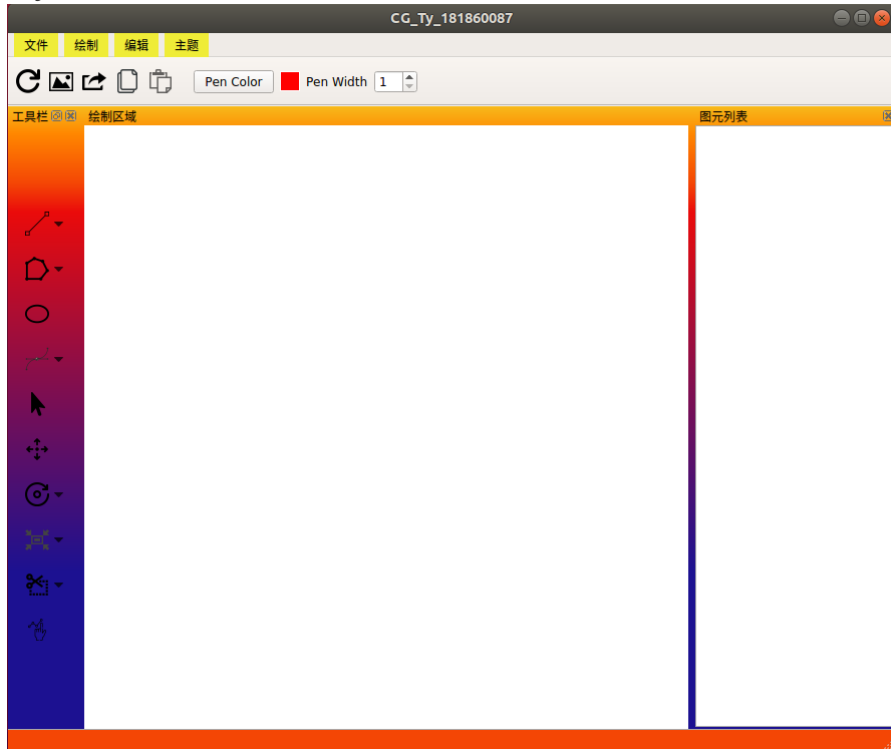 CG_Ty_181860087
文件 绘制 编辑 主题
Pen Color Pen Width 1
工具栏 绘制区域 图元列表